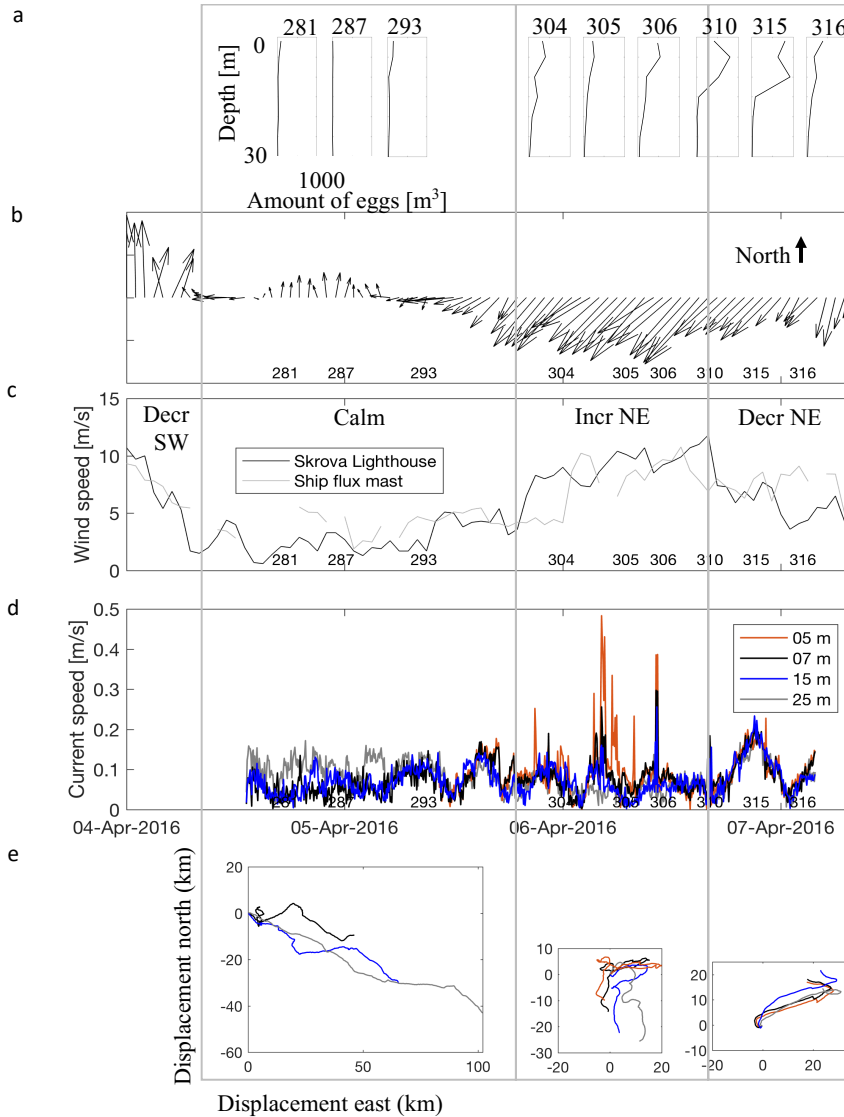 a
281 287 293 304 305 306 310 315 316
0
Depth [m]
30
1000
Amount of eggs [m3]
b
North
281 287 293 304 305 306 310 315 316
c
15
10
5
0
Wind speed [m/s]
Decr
SW
Calm
Incr NE
Decr NE
Skrova Lighthouse
Ship flux mast
281 287 293 304 305 306 310 315 316
d
0.5
0.4
0.3
0.2
0.1
0
Current speed [m/s]
05 m
07 m
15 m
25 m
281 287 293 304 305 306 310 315 316
04-Apr-2016 05-Apr-2016 06-Apr-2016 07-Apr-2016
e
Displacement north (km)
20
0
-20
-40
-60
0 50 100
10
0
-10
-20
-30
-20 0 20
20
10
0
-10
0 20
Displacement east (km)